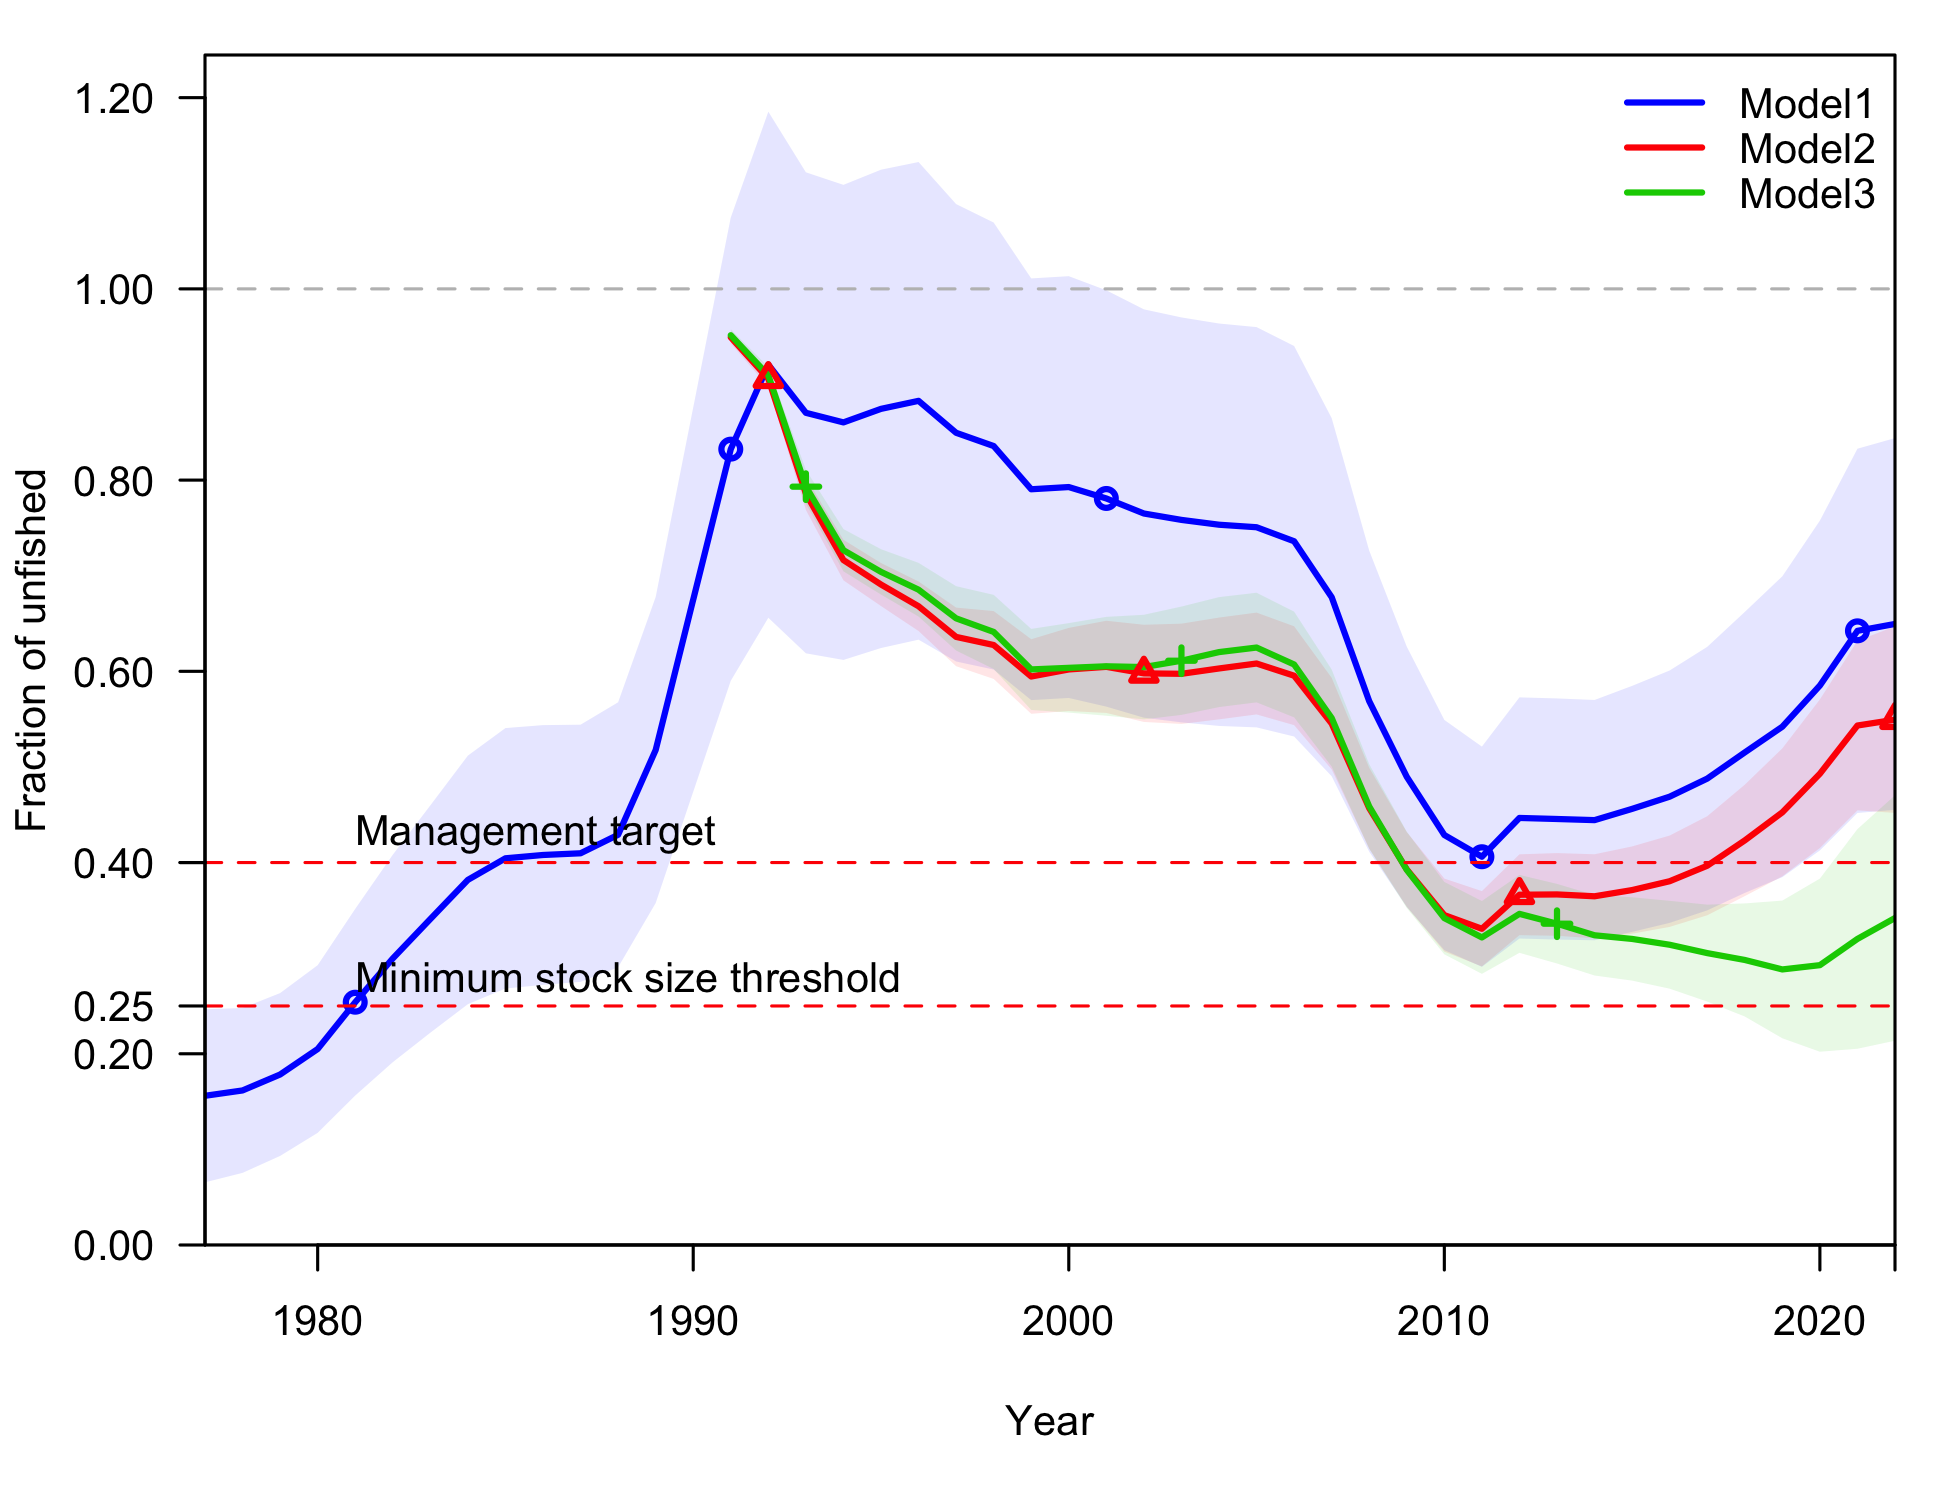 Model1
Model2
Model3
Fraction of unfished
1.20
1.00
0.80
0.60
0.40
0.25
0.20
0.00
Management target
Minimum stock size threshold
1980 1990 2000 2010 2020
Year